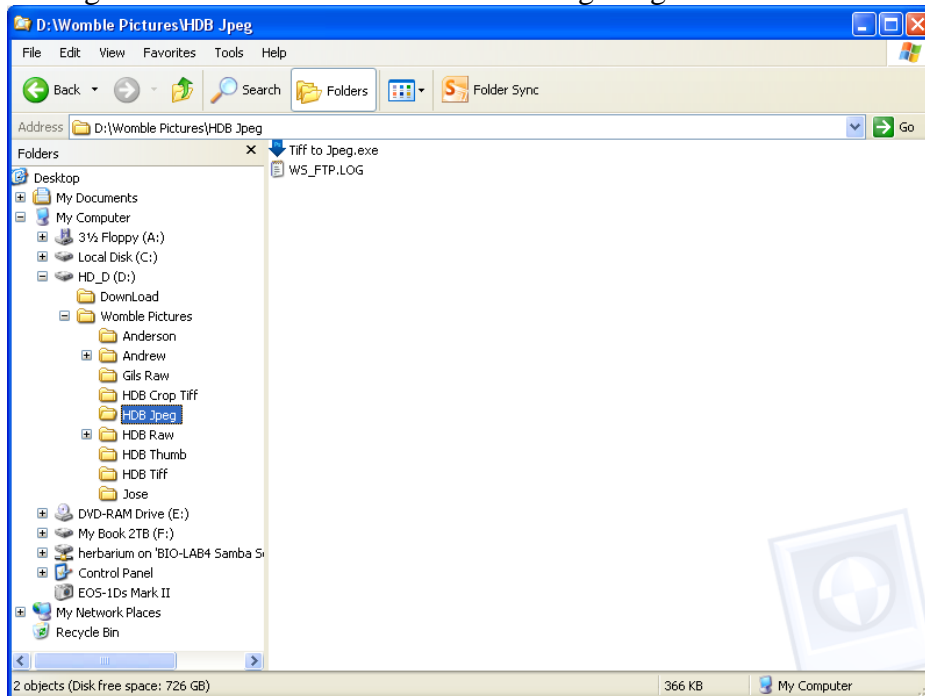 D:\Womble Pictures\HDB Jpeg
File Edit View Favorites Tools Help
Back Search Folders Folder Sync
Address D:\Womble Pictures\HDB Jpeg Go
Folders
Tiff to Jpeg.exe
WS_FTP.LOG
Desktop
My Documents
My Computer
3½ Floppy (A:)
Local Disk (C:)
HD_D (D:)
DownLoad
Womble Pictures
Anderson
Andrew
Gils Raw
HDB Crop Tiff
HDB Jpeg
HDB Raw
HDB Thumb
HDB Tiff
Jose
DVD-RAM Drive (E:)
My Book 2TB (F:)
herbarium on 'BIO-LAB4 Samba Se
Control Panel
EOS-1Ds Mark II
My Network Places
Recycle Bin
2 objects (Disk free space: 726 GB) 366 KB My Computer